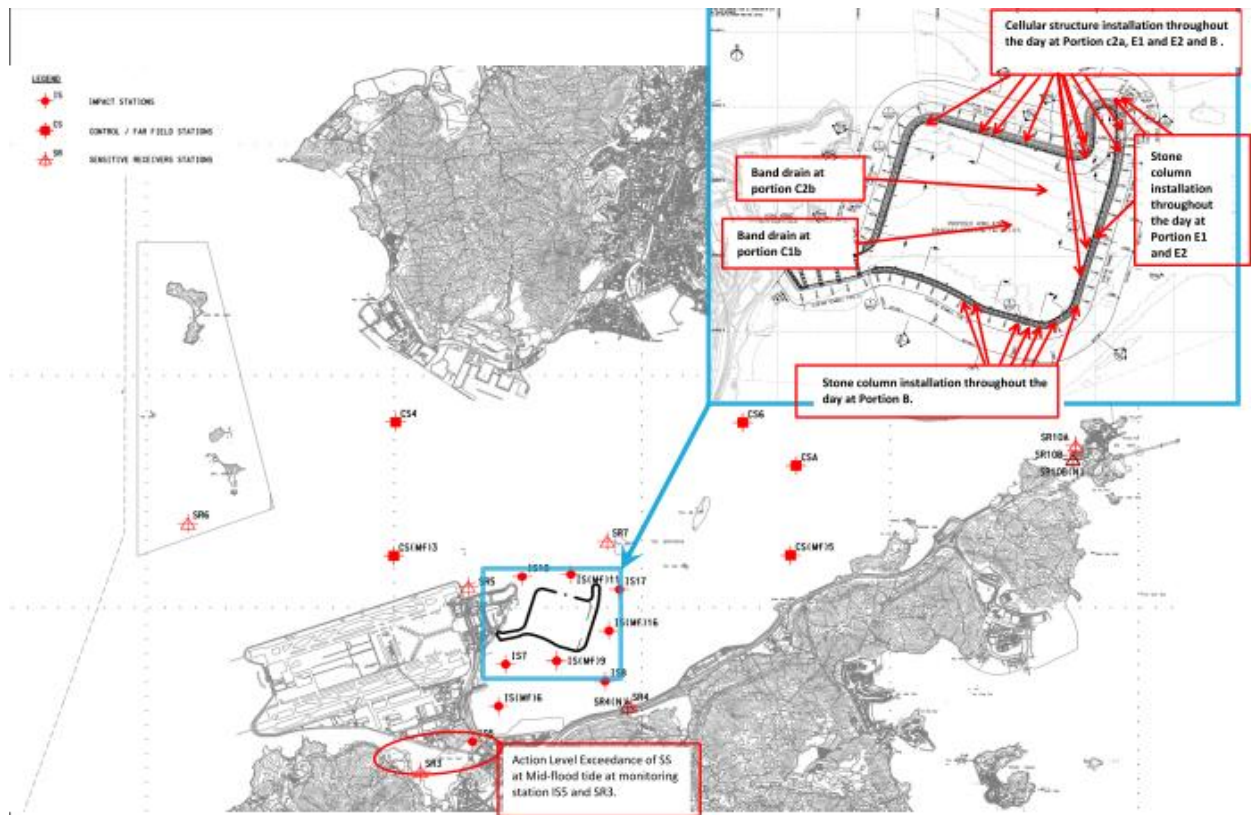 LEGEND
IS
IMPACT STATIONS
CS
CONTROL / FAR FIELD STATIONS
SR
SENSITIVE RECEIVERS STATIONS
Cellular structure installation throughout
the day at Portion c2a, E1 and E2 and B .
Band drain at
portion C2b
Band drain at
portion C1b
Stone
column
installation
throughout
the day at
Portion E1
and E2
Stone column installation throughout the
day at Portion B.
CS4
CS6
CSA
SR10A
SR10B
SR10B(N)
SR6
CS(MF)3
SR7
CS(MF)5
SR5
IS10
IS(MF)11
IS17
IS(MF)16
IS7
IS(MF)9
IS8
IS(MF)6
SR4(N)
SR4
SR3
Action Level Exceedance of SS
at Mid-flood tide at monitoring
station IS5 and SR3.